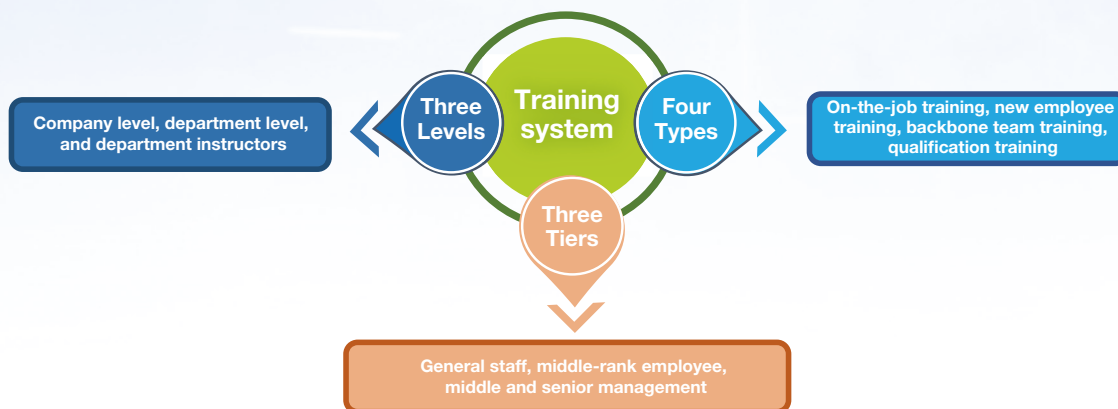 Training
system
Three
Levels
Four
Types
Three
Tiers
Company level, department level,
and department instructors
On-the-job training, new employee
training, backbone team training,
qualification training
General staff, middle-rank employee,
middle and senior management